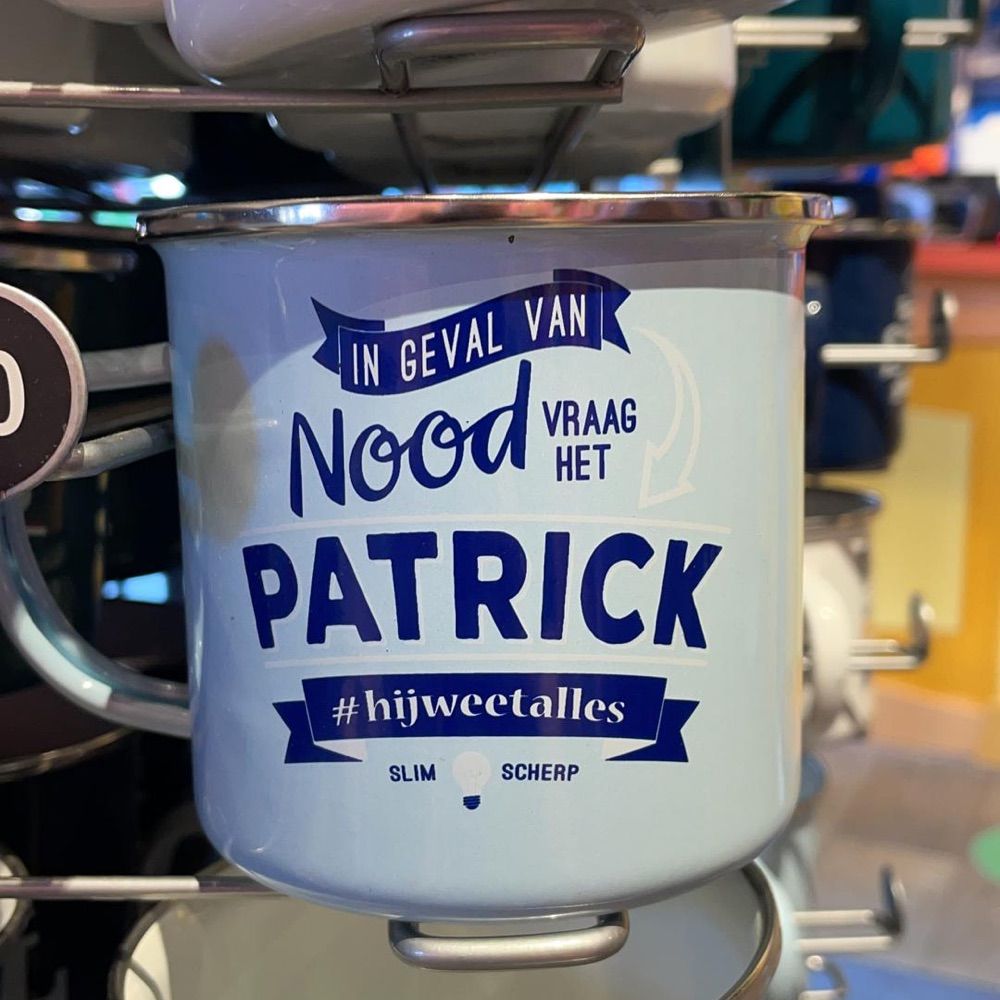 IN GEVAL VAN
Nood VRAAG HET
PATRICK
#hijweetalles
SLIM SCHERP